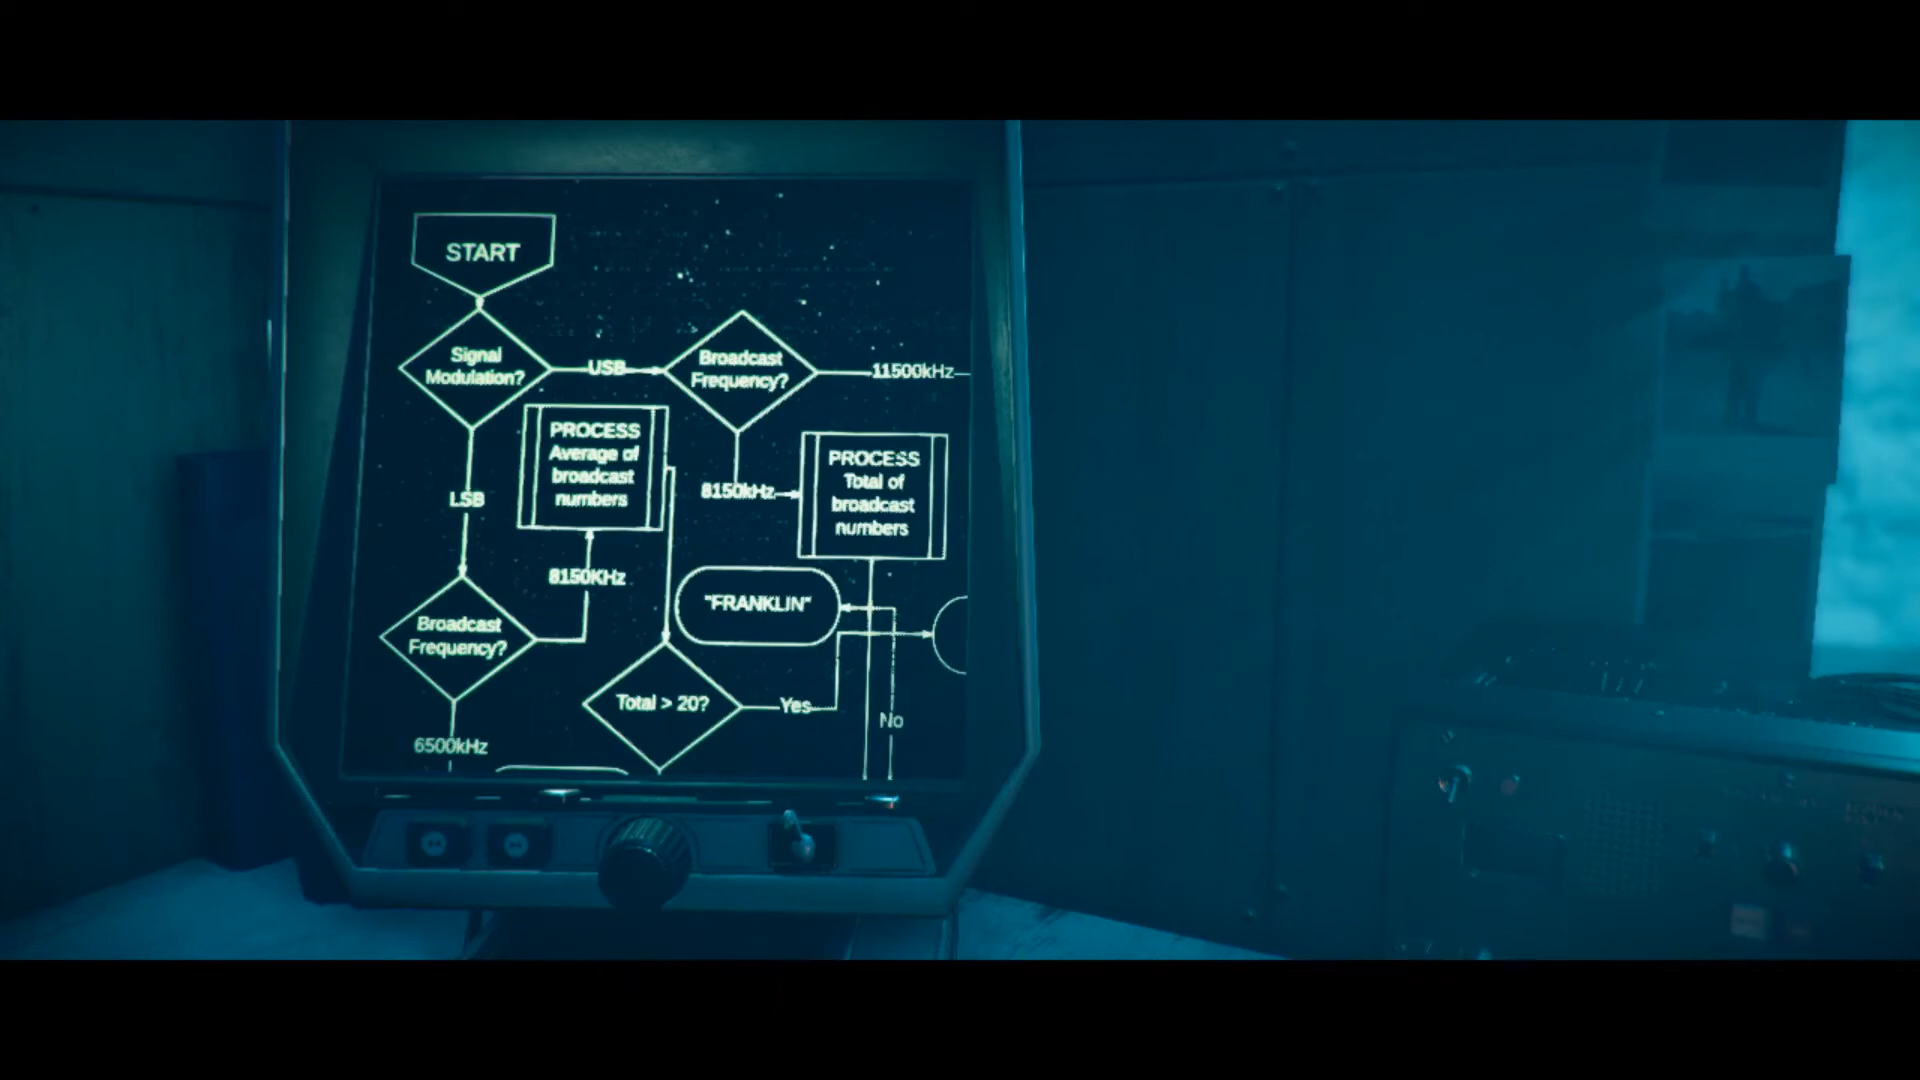 START
Signal
Modulation?
USB
Broadcast
Frequency?
11500kHz
PROCESS
Average of
broadcast
numbers
LSB
8150kHz
PROCESS
Total of
broadcast
numbers
8150KHz
Broadcast
Frequency?
"FRANKLIN"
Total > 20?
Yes
No
6500kHz